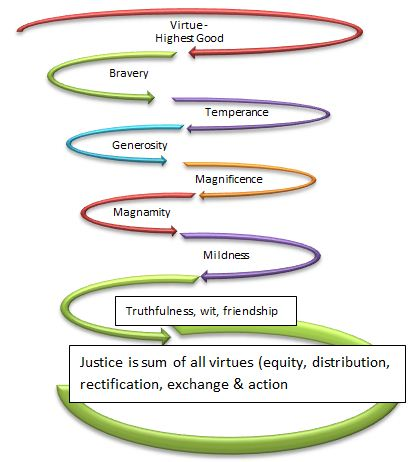 Virtue -
Highest Good
Bravery
Temperance
Generosity
Magnificence
Magnamity
Mildness
Truthfulness, wit, friendship
Justice is sum of all virtues (equity, distribution,
rectification, exchange & action